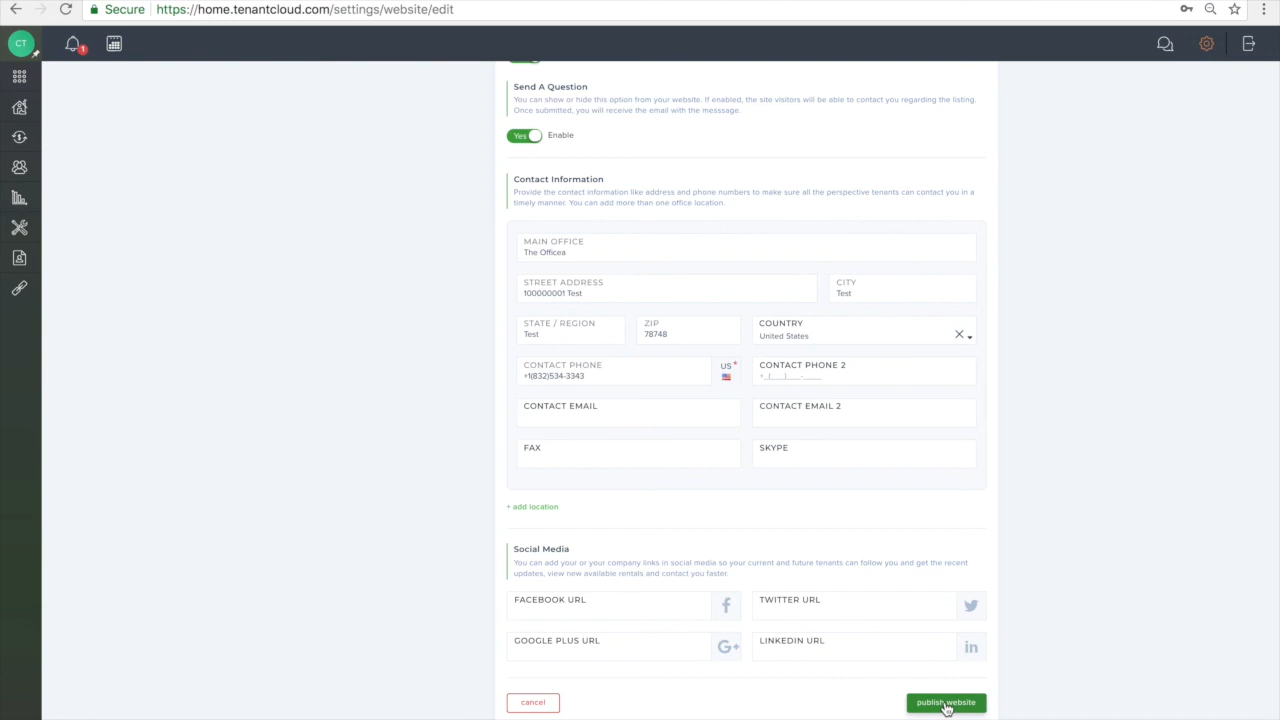 Secure
https://home.tenantcloud.com/settings/website/edit
CT
1
Send A Question
You can show or hide this option from your website. If enabled, the site visitors will be able to contact you regarding the listing.
Once submitted, you will receive the email with the messsage.
Yes Enable
Contact Information
Provide the contact information like address and phone numbers to make sure all the perspective tenants can contact you in a
timely manner. You can add more than one office location.
MAIN OFFICE
The Officea
STREET ADDRESS
100000001 Test
CITY
Test
STATE / REGION
Test
ZIP
78748
COUNTRY
United States
CONTACT PHONE
+1(832)534-3343
US *
CONTACT PHONE 2
+_(___)___-____
CONTACT EMAIL
CONTACT EMAIL 2
FAX
SKYPE
+ add location
Social Media
You can add your or your company links in social media so your current and future tenants can follow you and get the recent
updates, view new available rentals and contact you faster.
FACEBOOK URL
f
TWITTER URL
GOOGLE PLUS URL
G+
LINKEDIN URL
in
cancel
publish website